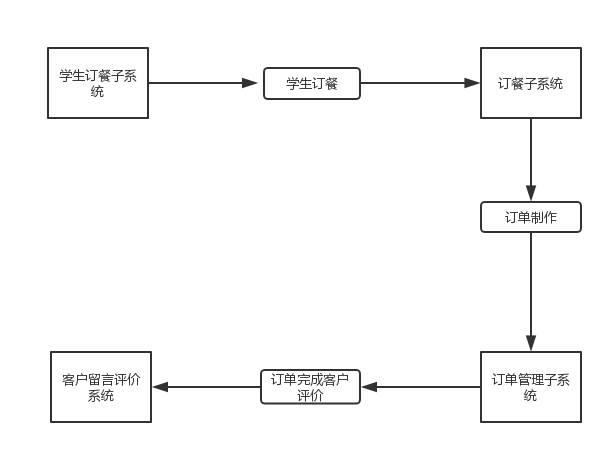 学生订餐子系
统
学生订餐
订餐子系统
订单制作
客户留言评价
系统
订单完成客户
评价
订单管理子系
统